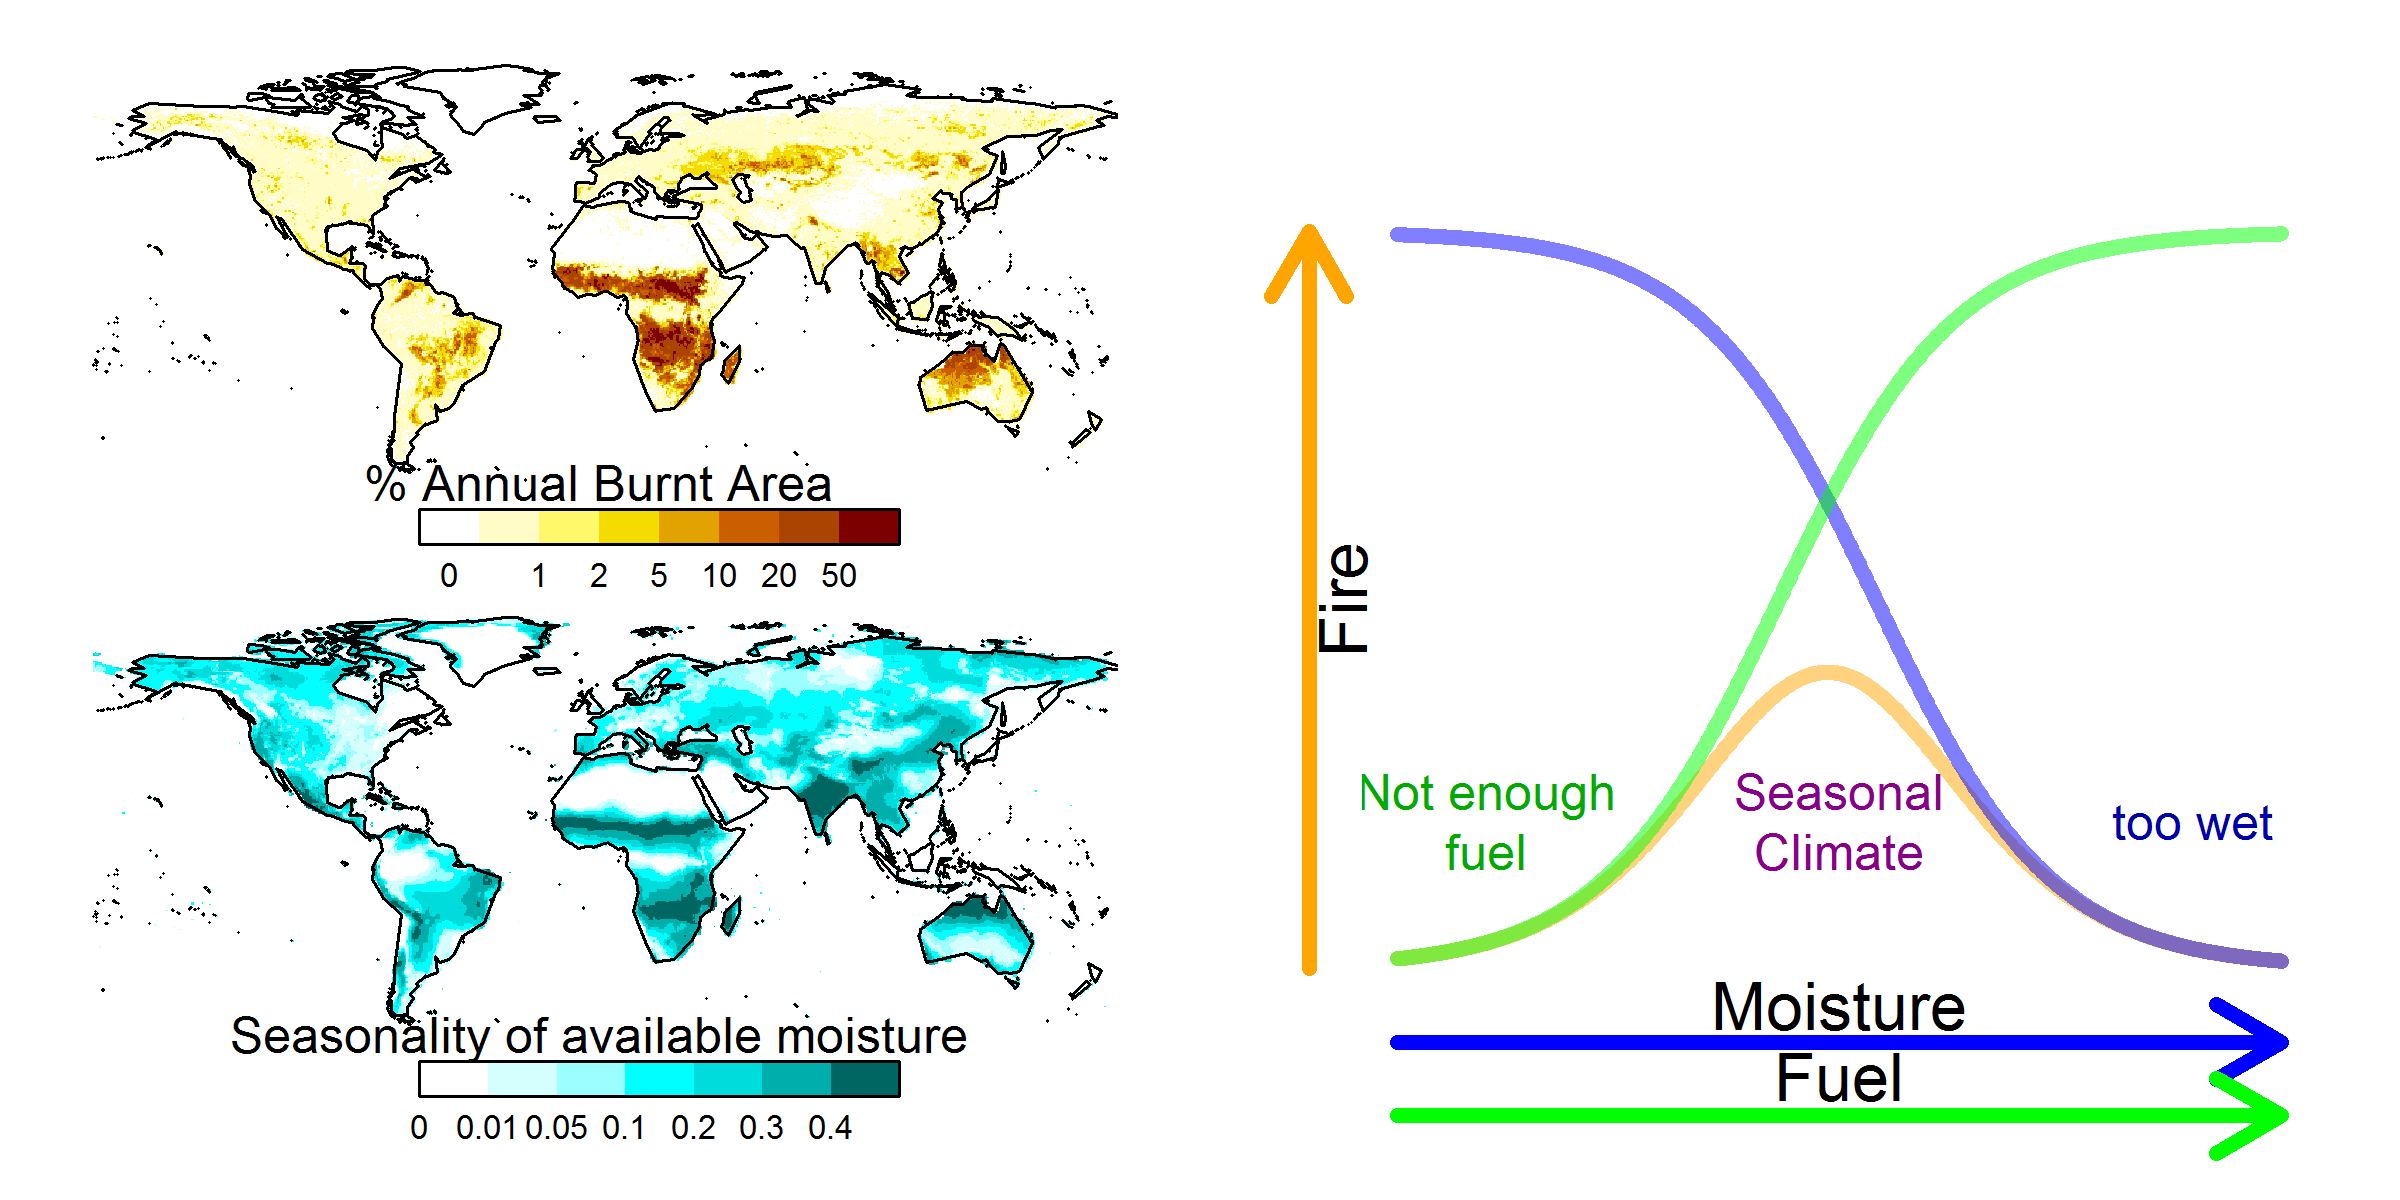 % Annual Burnt Area
0 1 2 5 10 20 50
Seasonality of available moisture
0 0.01 0.05 0.1 0.2 0.3 0.4
Fire
Not enough
fuel
Seasonal
Climate
too wet
Moisture
Fuel